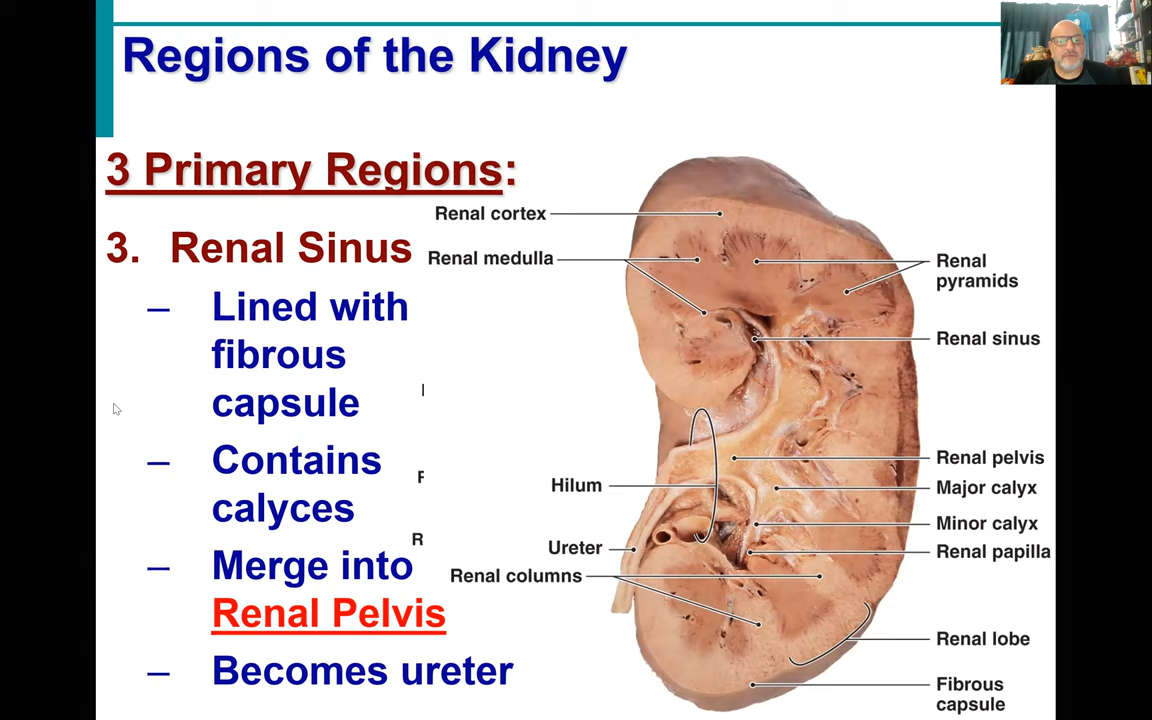 Regions of the Kidney
3 Primary Regions:
3. Renal Sinus
– Lined with
fibrous
capsule
– Contains
calyces
– Merge into
Renal Pelvis
– Becomes ureter
Renal cortex
Renal medulla
Hilum
Ureter
Renal columns
Renal
pyramids
Renal sinus
Renal pelvis
Major calyx
Minor calyx
Renal papilla
Renal lobe
Fibrous
capsule